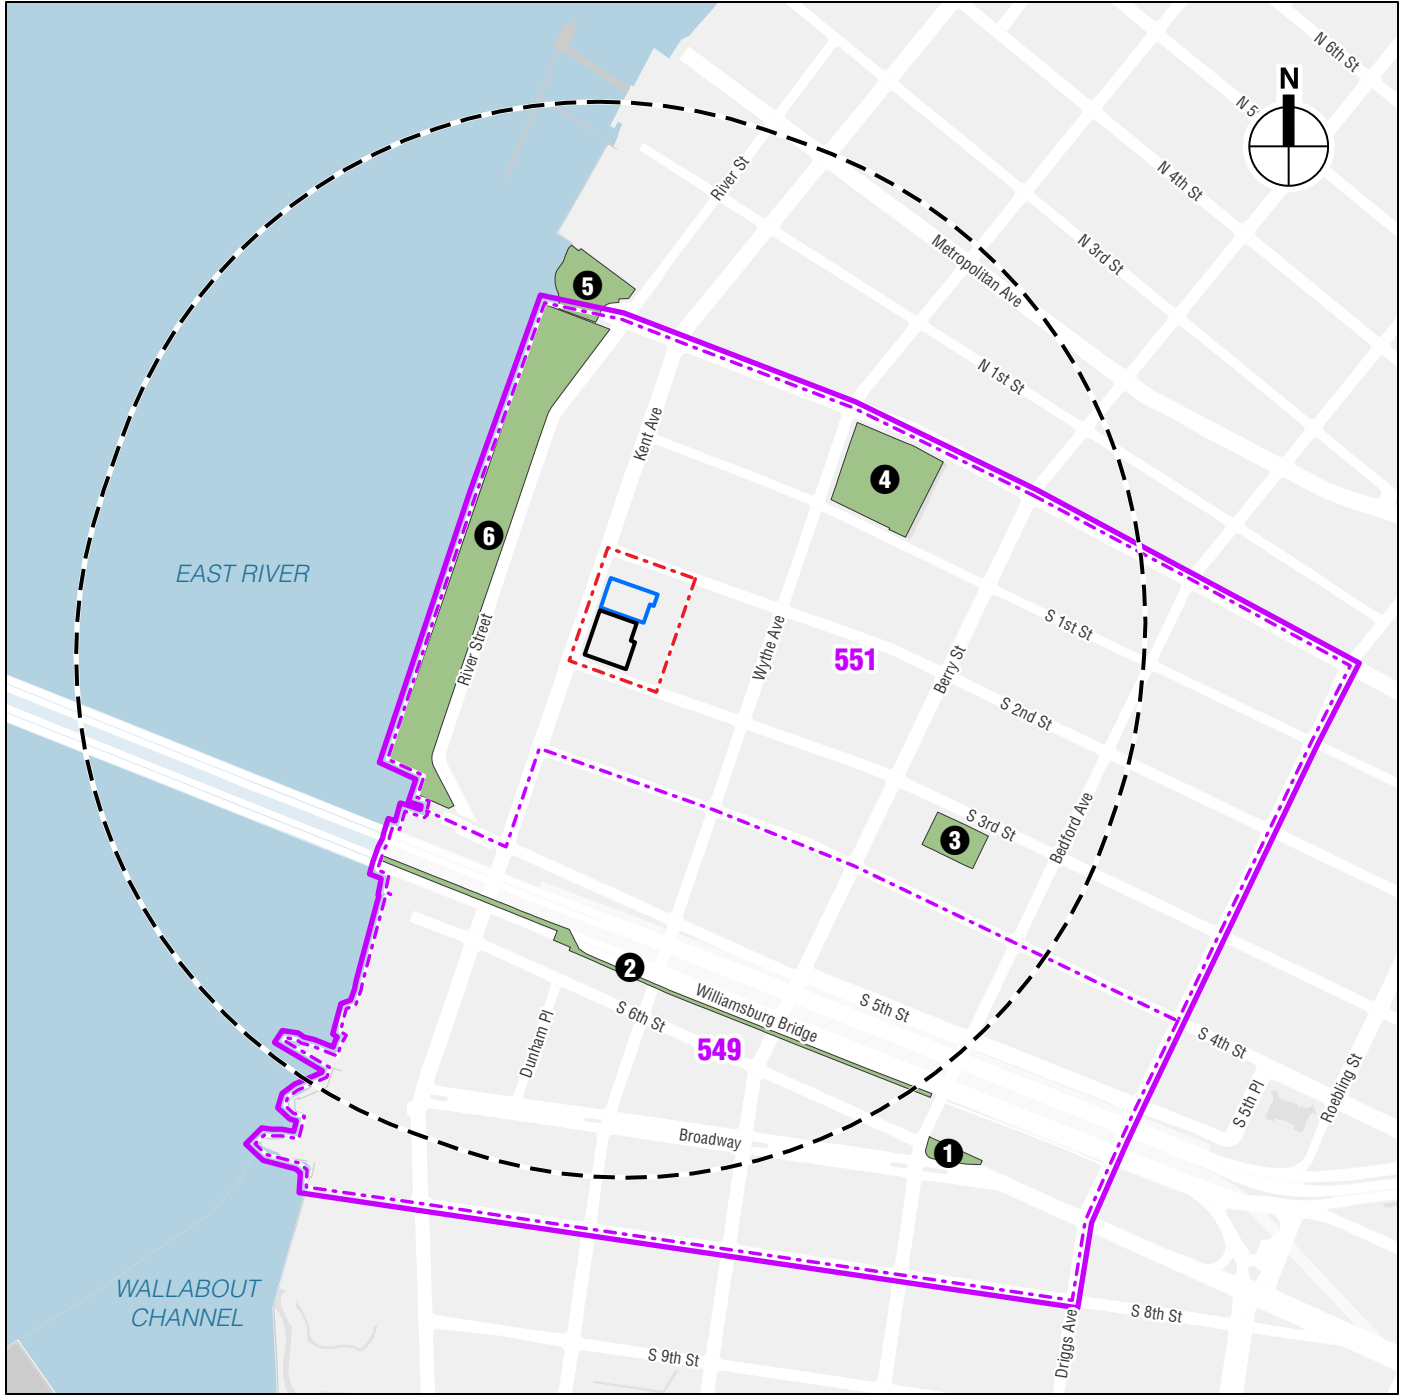 N 6th St
N
N 5
N 4th St
River St
N 3rd St
Metropolitan Ave
5
N 1st St
Kent Ave
4
6
EAST RIVER
S 1st St
River Street
Wythe Ave
551
Berry St
S 2nd St
S 3rd St
3
Bedford Ave
2
Williamsburg Bridge
S 5th St
S 6th St
549
Dunham Pl
S 4th St
S 5th Pl
Roebling St
Broadway
1
WALLABOUT
CHANNEL
S 8th St
Driggs Ave
S 9th St